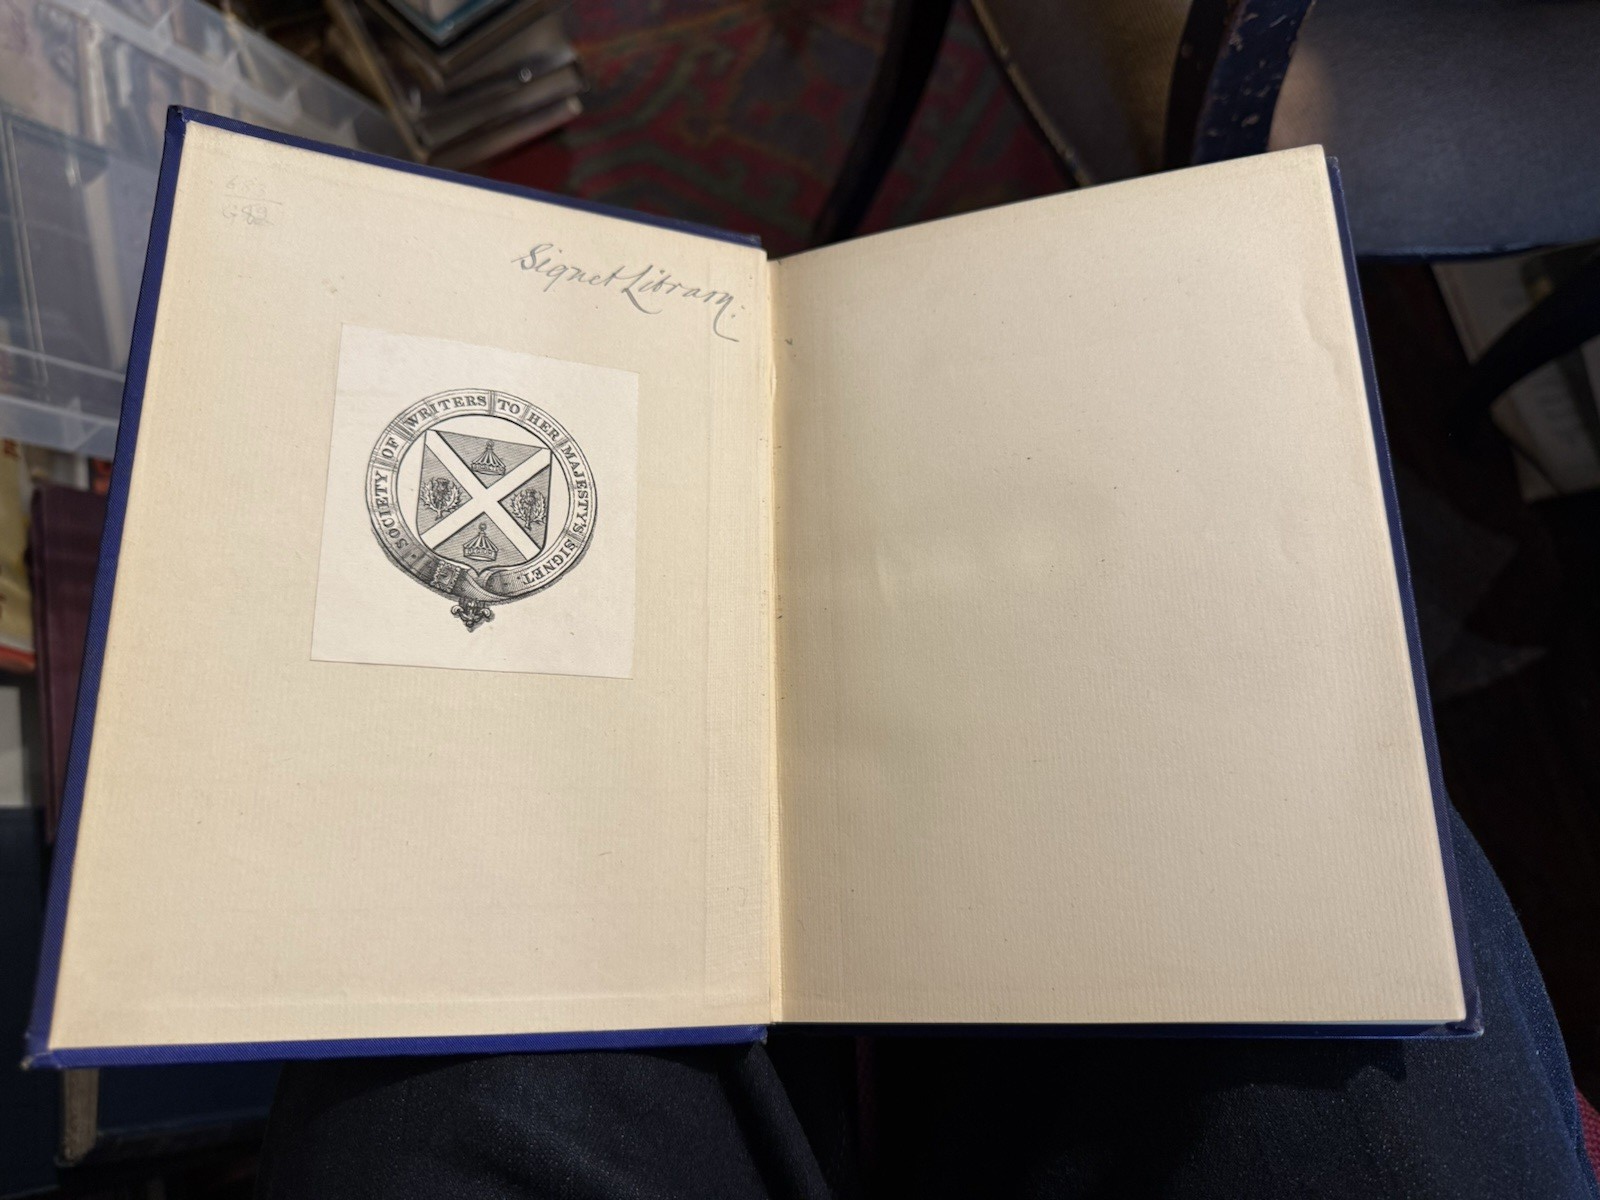 Signet Library.
SOCIETY OF WRITERS TO HER MAJESTY'S SIGNET.